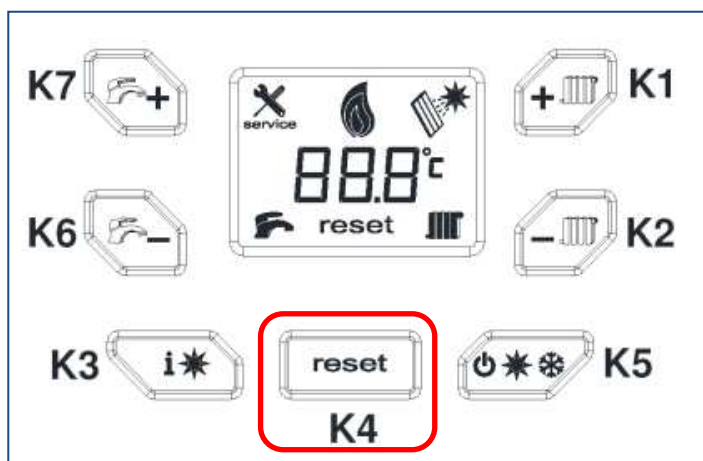 K7
+
service
+
K1
88.8°c
K6
-
reset
-
K2
K3
i
reset
K5
K4